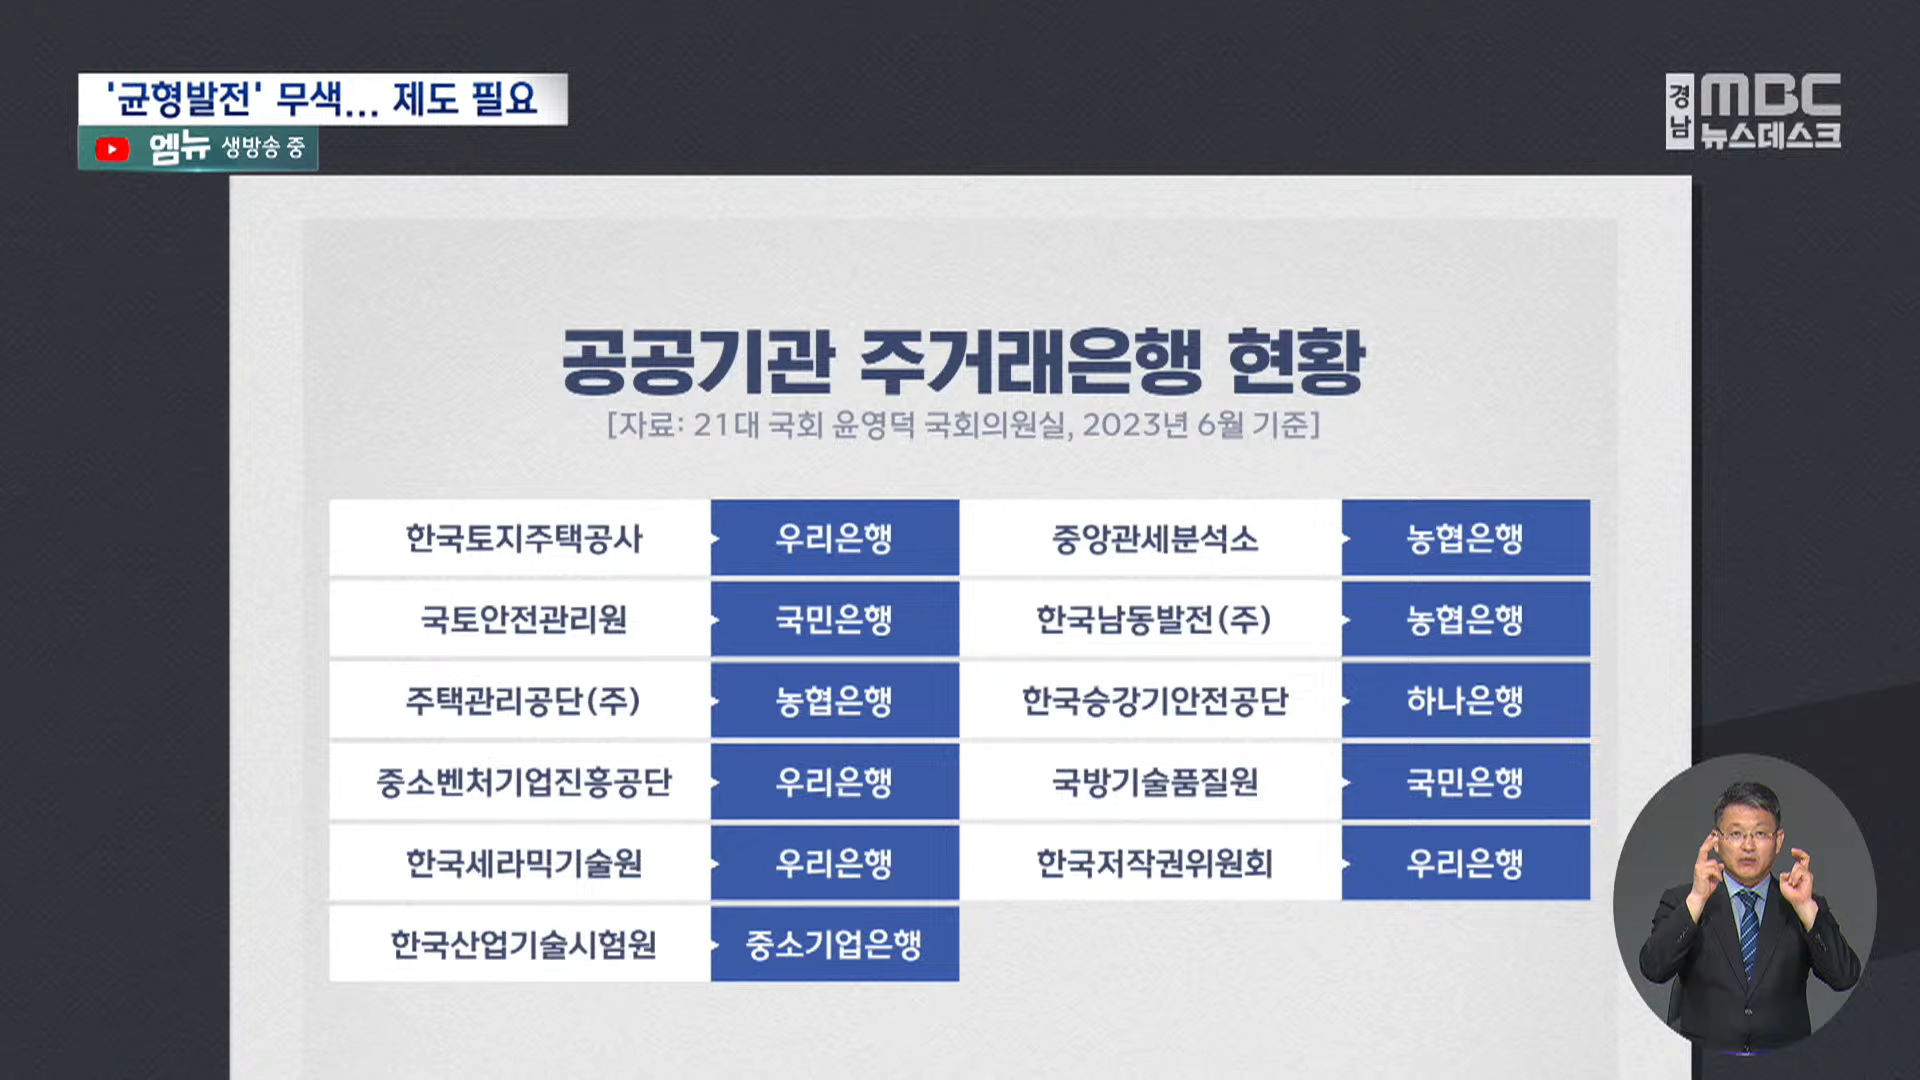 '균형발전' 무색... 제도 필요
엠뉴 생방송 중
경남
MBC
뉴스데스크
공공기관 주거래은행 현황
[자료: 21대 국회 윤영덕 국회의원실, 2023년 6월 기준]
한국토지주택공사 우리은행 중앙관세분석소 농협은행
국토안전관리원 국민은행 한국남동발전(주) 농협은행
주택관리공단(주) 농협은행 한국승강기안전공단 하나은행
중소벤처기업진흥공단 우리은행 국방기술품질원 국민은행
한국세라믹기술원 우리은행 한국저작권위원회 우리은행
한국산업기술시험원 중소기업은행